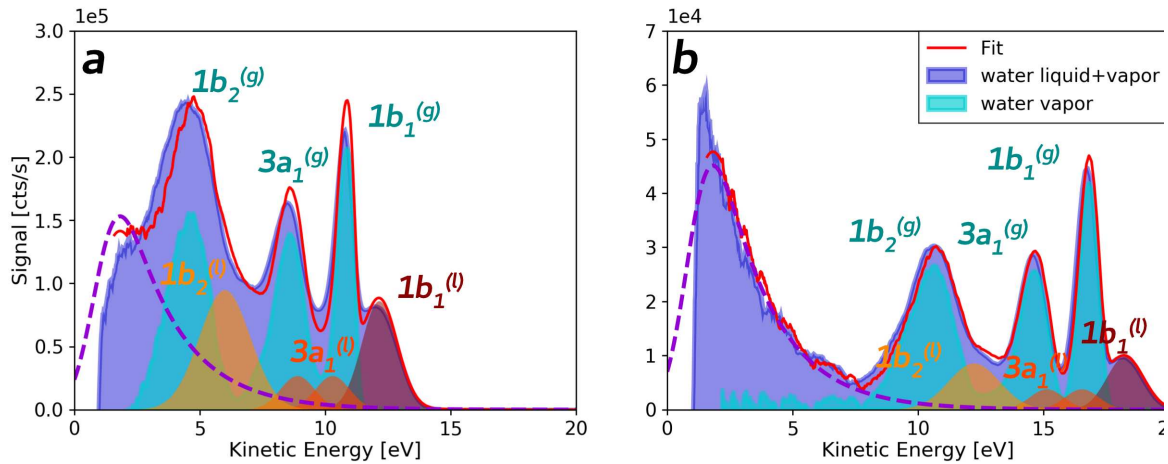 1e5
3.0
2.5
2.0
1.5
1.0
0.5
0.0
Signal [cts/s]
a
1b₂⁽ᵍ⁾
3a₁⁽ᵍ⁾
1b₁⁽ᵍ⁾
1b₂⁽ˡ⁾
3a₁⁽ˡ⁾
1b₁⁽ˡ⁾
0 5 10 15 20
Kinetic Energy [eV]
1e4
7
6
5
4
3
2
1
0
b
Fit
water liquid+vapor
water vapor
1b₂⁽ᵍ⁾
3a₁⁽ᵍ⁾
1b₁⁽ᵍ⁾
1b₂⁽ˡ⁾
3a₁
1b₁⁽ˡ⁾
0 5 10 15 20
Kinetic Energy [eV]